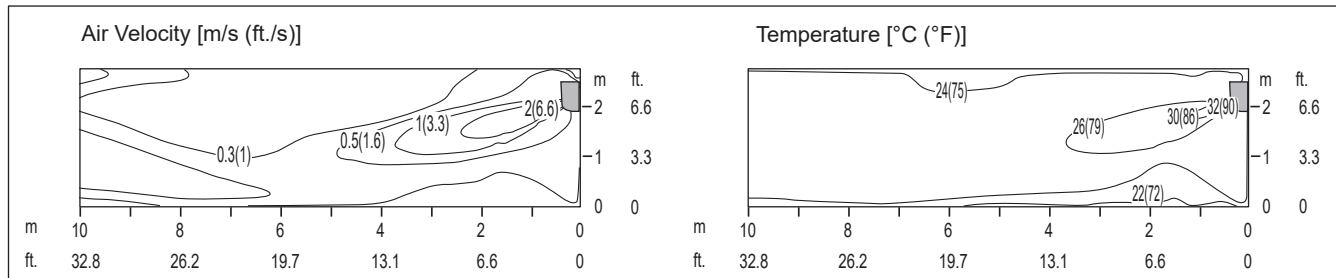 Air Velocity [m/s (ft./s)]
m ft.
2(6.6)
2 6.6
1(3.3)
0.5(1.6)
0.3(1)
1 3.3
0 0
m 10 8 6 4 2 0
ft. 32.8 26.2 19.7 13.1 6.6 0
Temperature [°C (°F)]
m ft.
24(75)
32(90)
2 6.6
30(86)
26(79)
1 3.3
22(72)
0 0
m 10 8 6 4 2 0
ft. 32.8 26.2 19.7 13.1 6.6 0